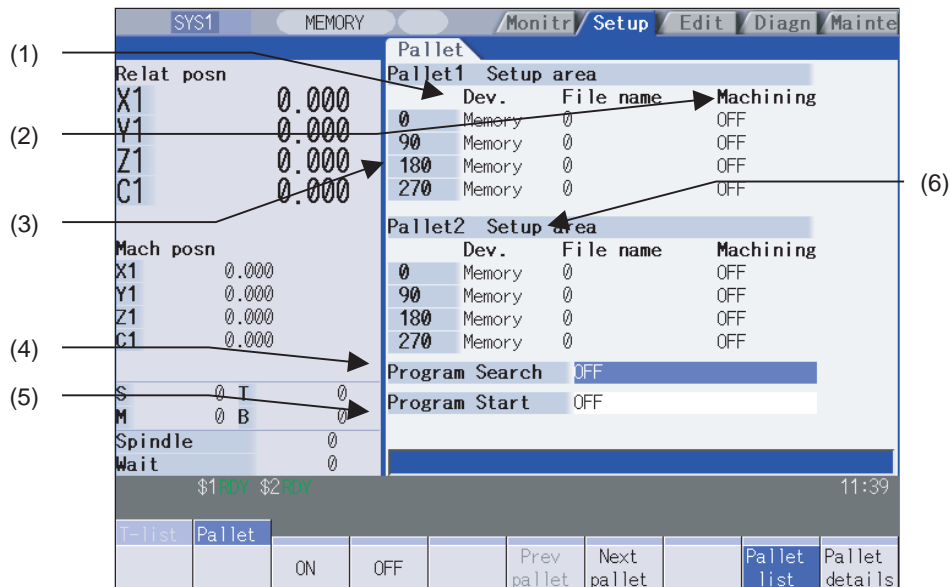 SYS1 MEMORY Monitr Setup Edit Diagn Mainte
Pallet
(1)
(2)
(3)
(4)
(5)
(6)
Relat posn
X1 0.000
Y1 0.000
Z1 0.000
C1 0.000
Mach posn
X1 0.000
Y1 0.000
Z1 0.000
C1 0.000
S 0 T 0
M 0 B 0
Spindle 0
Wait 0
Pallet1 Setup area
Dev. File name Machining
0 Memory 0 OFF
90 Memory 0 OFF
180 Memory 0 OFF
270 Memory 0 OFF
Pallet2 Setup area
Dev. File name Machining
0 Memory 0 OFF
90 Memory 0 OFF
180 Memory 0 OFF
270 Memory 0 OFF
Program Search OFF
Program Start OFF
$1 RDY $2 RDY 11:39
T-list Pallet
ON OFF Prev pallet Next pallet Pallet list Pallet details